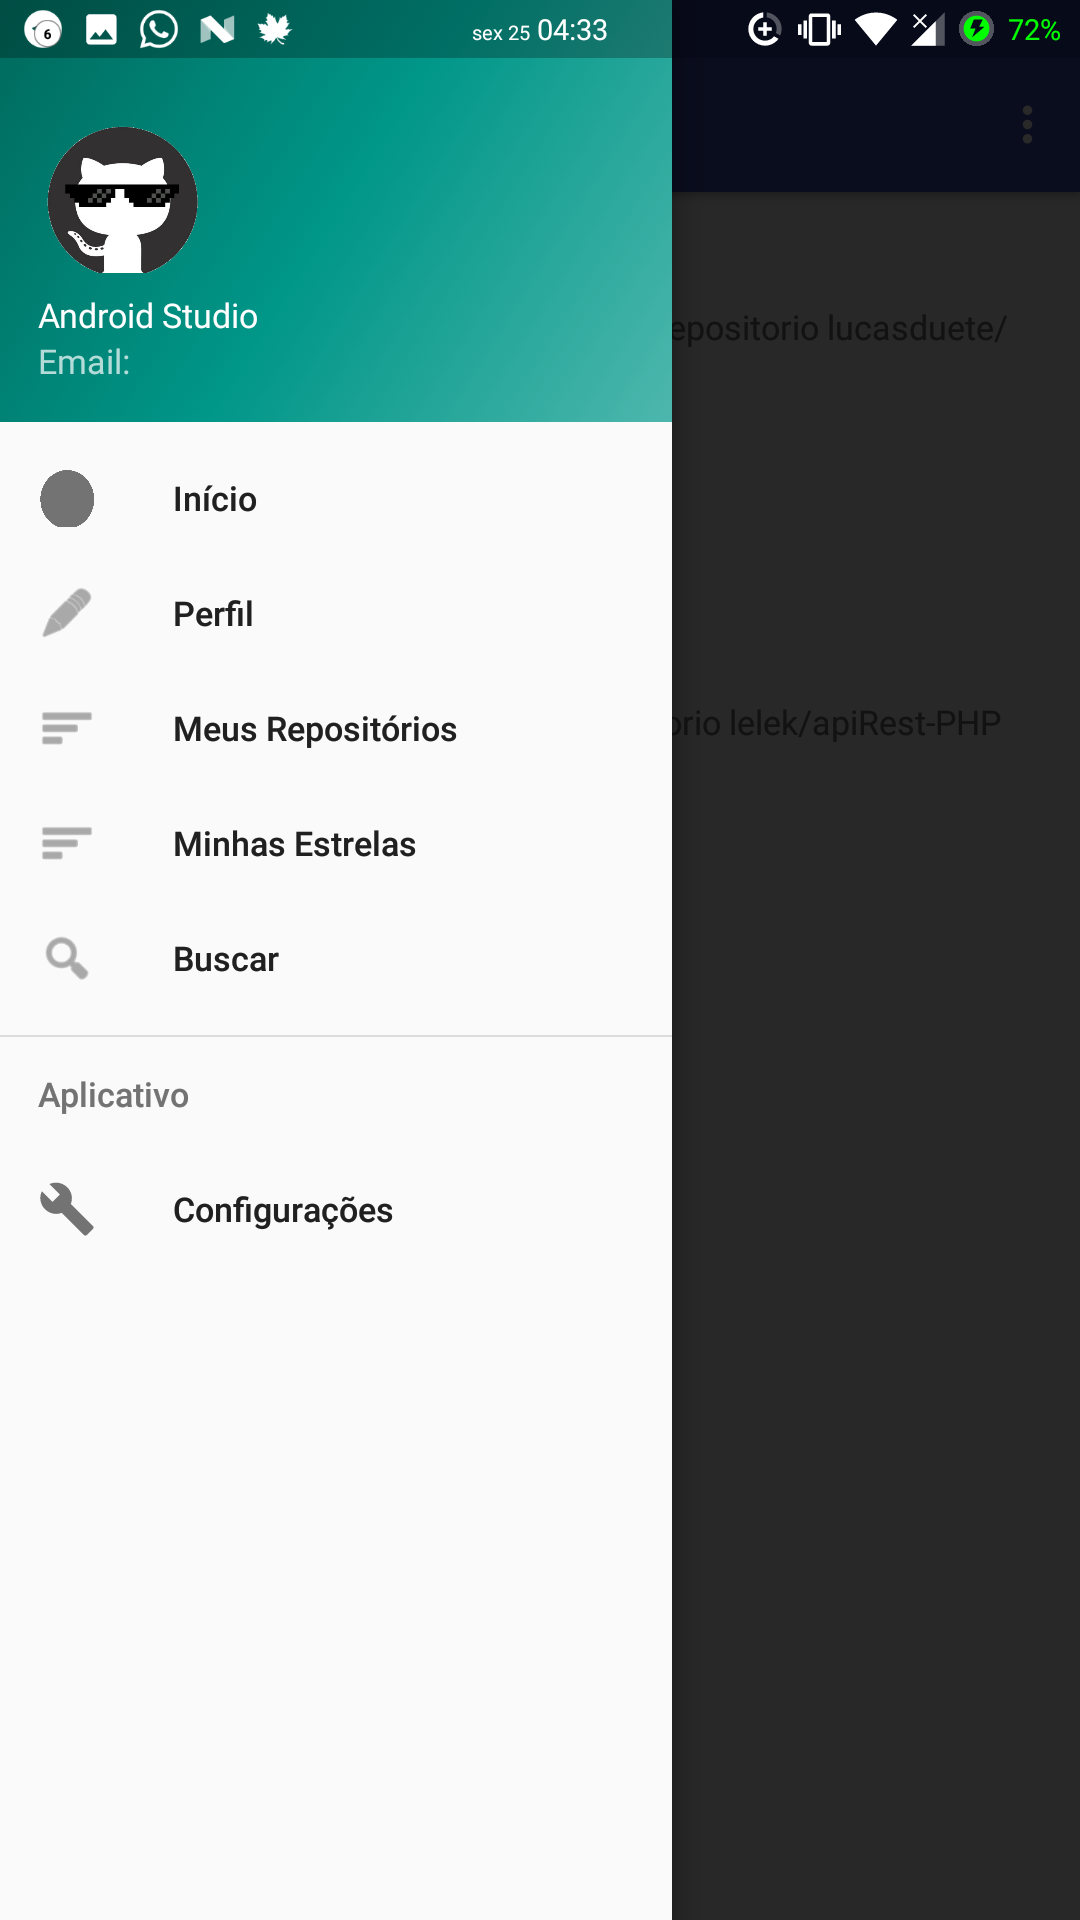 6
sex 25 04:33
72%
Android Studio
Email:
epositorio lucasduete/
Início
Perfil
Meus Repositórios
orio lelek/apiRest-PHP
Minhas Estrelas
Buscar
Aplicativo
Configurações